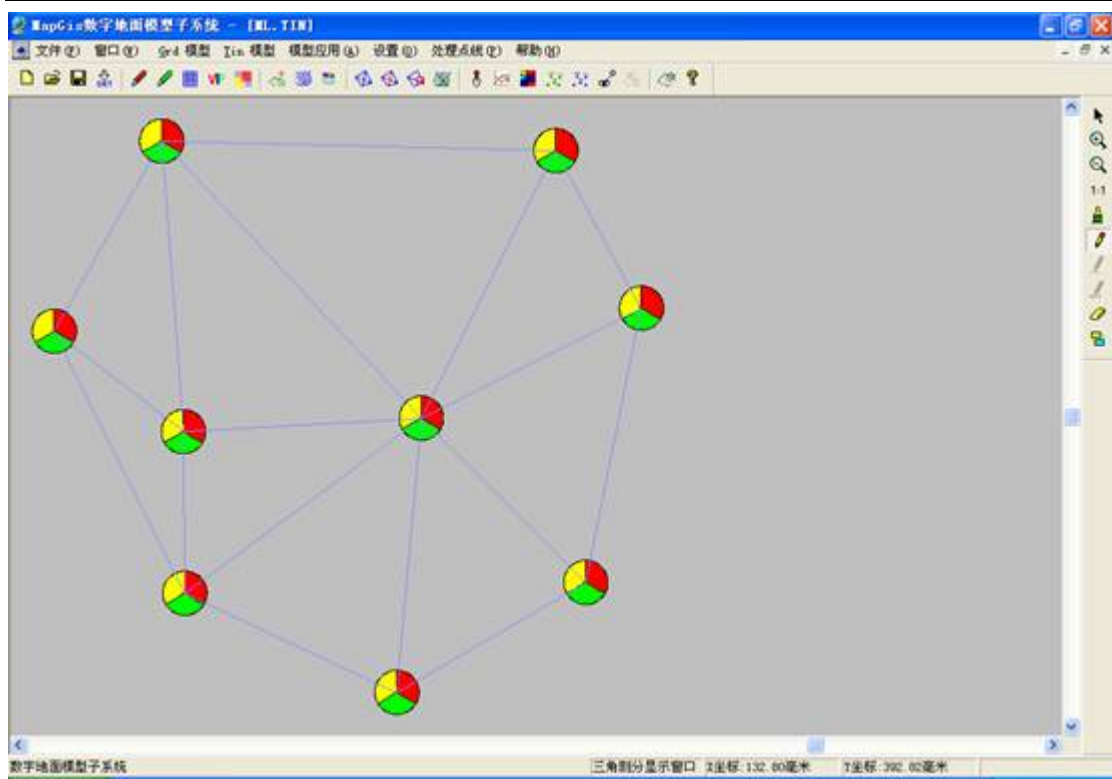 MapGis数字地面模型子系统 - [ML.TIN]
文件(F) 窗口(W) Grd 模型 Tin 模型 模型应用(A) 设置(Q) 处理点线(P) 帮助(H)
1:1
数字地面模型子系统 三角剖分显示窗口 X坐标:132.80毫米 Y坐标:392.82毫米